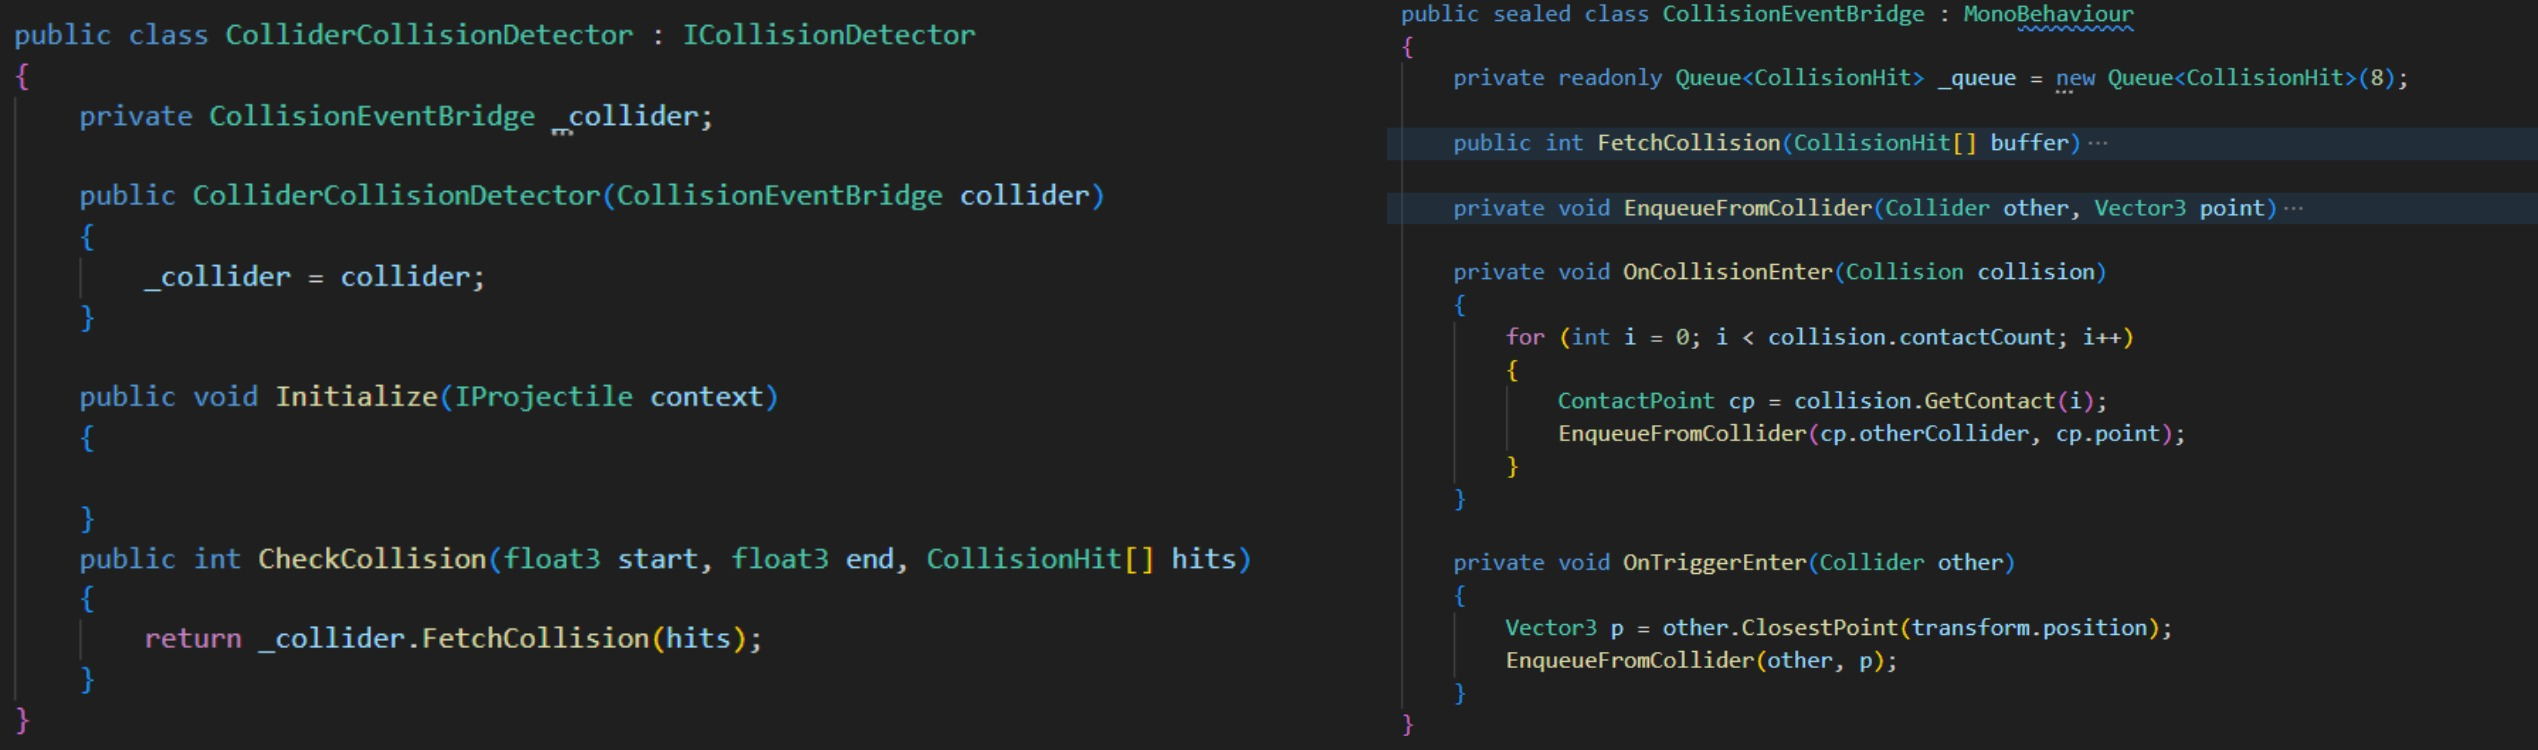 public class ColliderCollisionDetector : ICollisionDetector
{
    private CollisionEventBridge _collider;

    public ColliderCollisionDetector(CollisionEventBridge collider)
    {
        _collider = collider;
    }

    public void Initialize(IProjectile context)
    {

    }
    public int CheckCollision(float3 start, float3 end, CollisionHit[] hits)
    {
        return _collider.FetchCollision(hits);
    }
}
public sealed class CollisionEventBridge : MonoBehaviour
{
    private readonly Queue<CollisionHit> _queue = new Queue<CollisionHit>(8);

    public int FetchCollision(CollisionHit[] buffer)···

    private void EnqueueFromCollider(Collider other, Vector3 point)···

    private void OnCollisionEnter(Collision collision)
    {
        for (int i = 0; i < collision.contactCount; i++)
        {
            ContactPoint cp = collision.GetContact(i);
            EnqueueFromCollider(cp.otherCollider, cp.point);
        }
    }

    private void OnTriggerEnter(Collider other)
    {
        Vector3 p = other.ClosestPoint(transform.position);
        EnqueueFromCollider(other, p);
    }
}